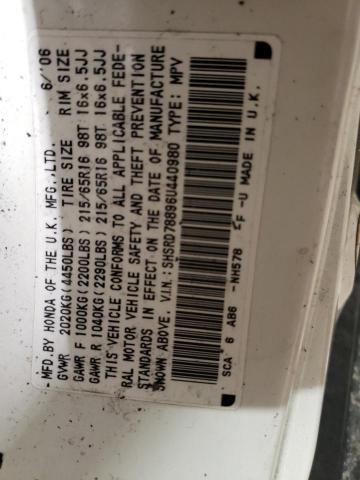 MFD.BY HONDA OF THE U.K. MFG.,LTD. 6/'06
GVWR 2020KG(4450LBS) TIRE SIZE RIM SIZE
GAWR F 1000KG(2200LBS) 215/65R16 98T 16x6.5JJ
GAWR R 1040KG(2290LBS) 215/65R16 98T 16x6.5JJ
THIS VEHICLE CONFORMS TO ALL APPLICABLE FEDE-
RAL MOTOR VEHICLE SAFETY AND THEFT PREVENTION
STANDARDS IN EFFECT ON THE DATE OF MANUFACTURE
SHOWN ABOVE. V.I.N.: SHSRD78896U440980 TYPE: MPV
SCA 6 AB6 -NH578 F -U MADE IN U.K.